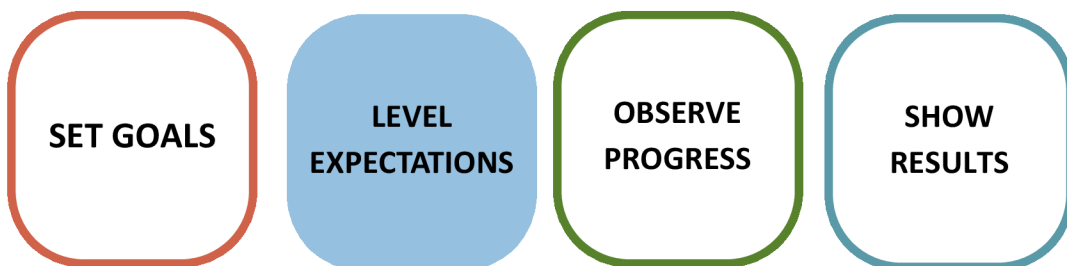 SET GOALS
LEVEL
EXPECTATIONS
OBSERVE
PROGRESS
SHOW
RESULTS